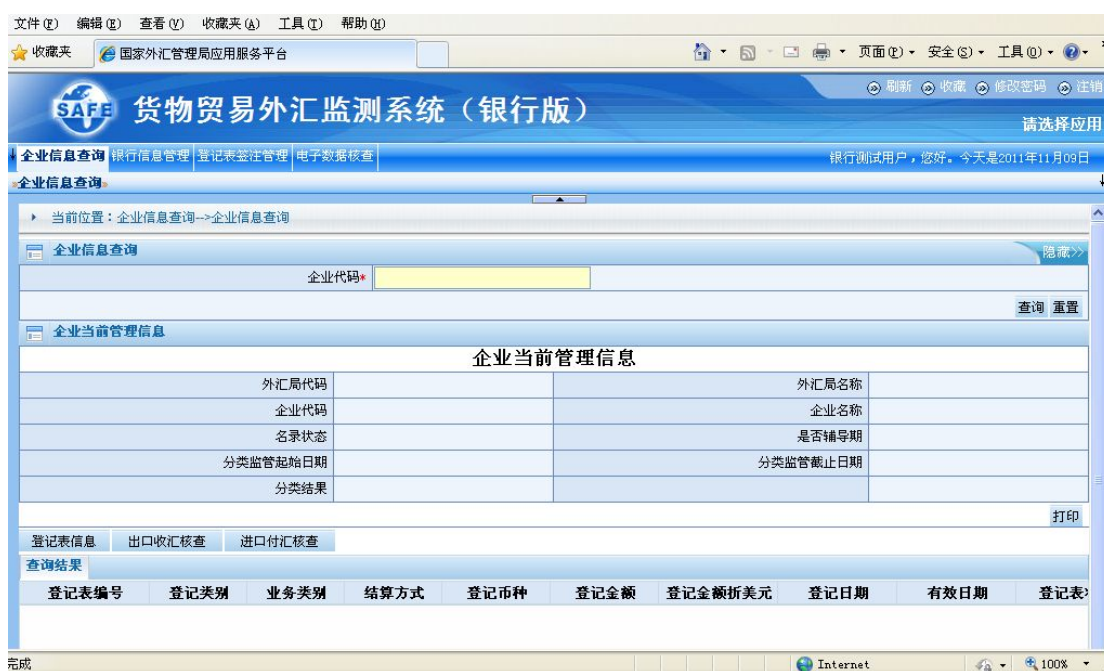 文件(F) 编辑(E) 查看(V) 收藏夹(A) 工具(T) 帮助(H)
收藏夹 国家外汇管理局应用服务平台 页面(P) 安全(S) 工具(O)
刷新 收藏 修改密码 注销
SAFE 货物贸易外汇监测系统（银行版）
请选择应用
企业信息查询 银行信息管理 登记表签注管理 电子数据核查 银行测试用户，您好。今天是2011年11月09日
企业信息查询
当前位置：企业信息查询-->企业信息查询
企业信息查询 隐藏>>
企业代码*
查询 重置
企业当前管理信息
企业当前管理信息
外汇局代码 外汇局名称
企业代码 企业名称
名录状态 是否辅导期
分类监管起始日期 分类监管截止日期
分类结果
打印
登记表信息 出口收汇核查 进口付汇核查
查询结果
登记表编号 登记类别 业务类别 结算方式 登记币种 登记金额 登记金额折美元 登记日期 有效日期 登记表
完成 Internet 100%